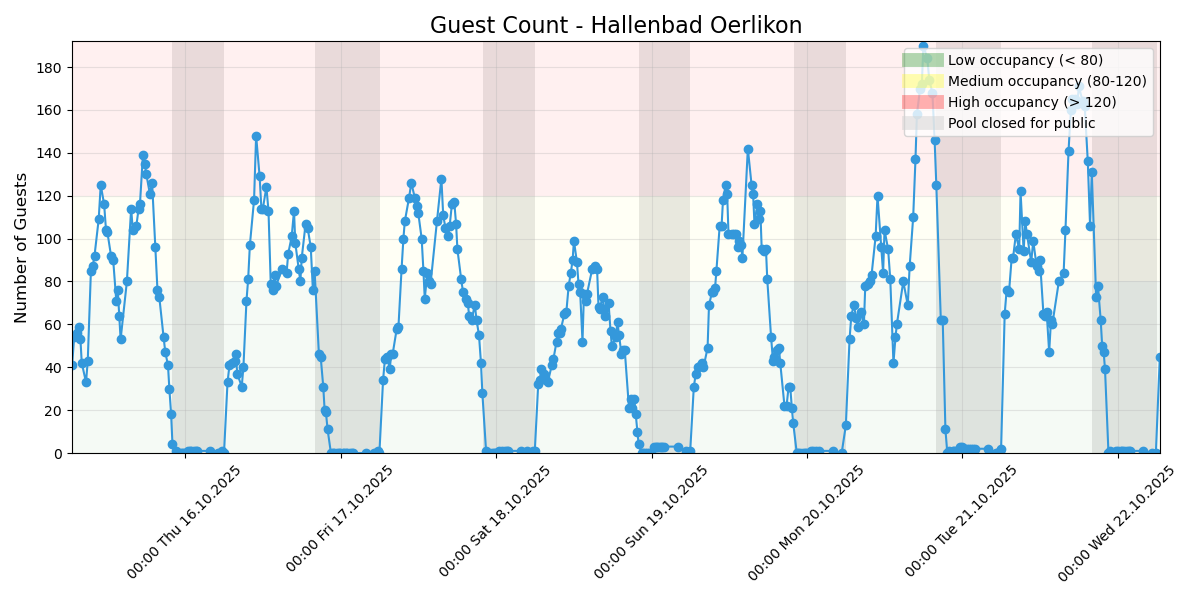 Guest Count - Hallenbad Oerlikon
Number of Guests
180
160
140
120
100
80
60
40
20
0
Low occupancy (< 80)
Medium occupancy (80-120)
High occupancy (> 120)
Pool closed for public
00:00 Thu 16.10.2025
00:00 Fri 17.10.2025
00:00 Sat 18.10.2025
00:00 Sun 19.10.2025
00:00 Mon 20.10.2025
00:00 Tue 21.10.2025
00:00 Wed 22.10.2025